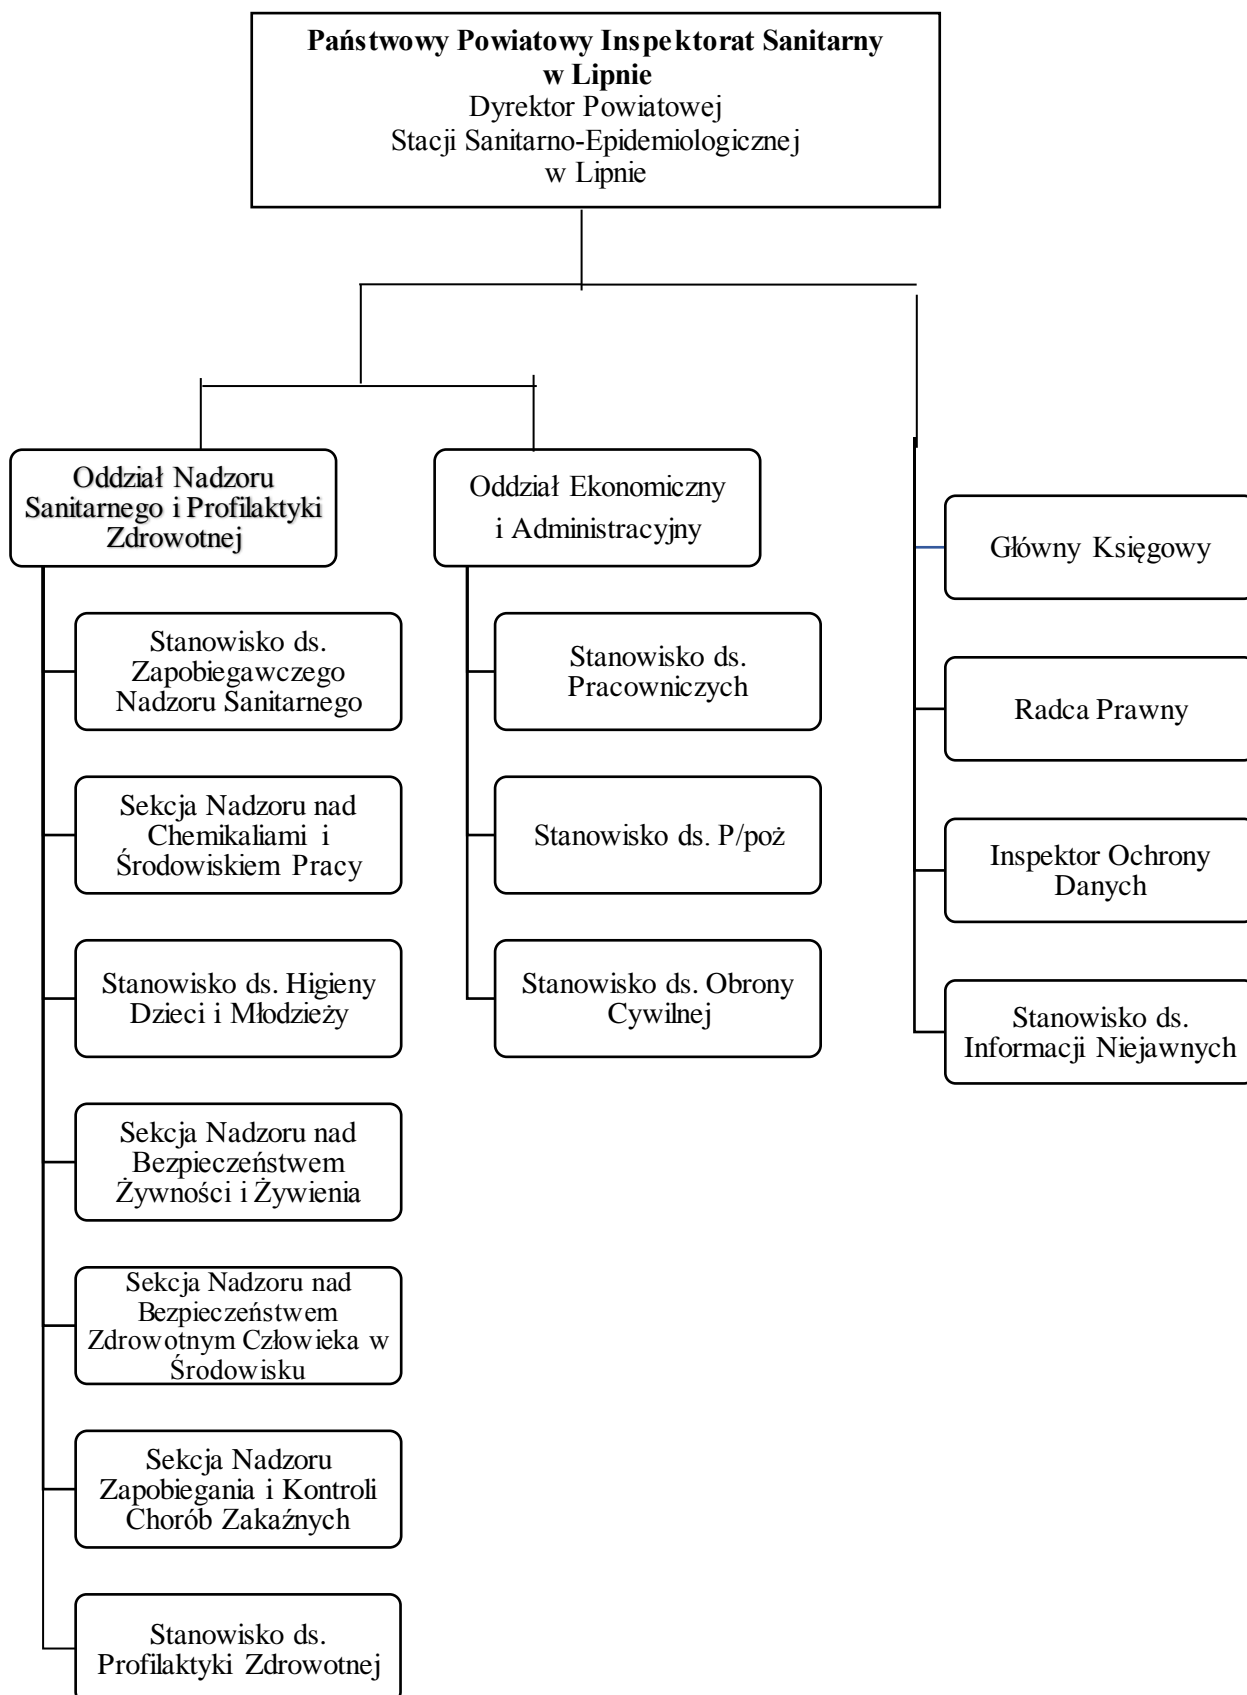 Państwowy Powiatowy Inspektorat Sanitarny
w Lipnie
Dyrektor Powiatowej
Stacji Sanitarno-Epidemiologicznej
w Lipnie
Oddział Nadzoru
Sanitarnego i Profilaktyki
Zdrowotnej
Stanowisko ds.
Zapobiegawczego
Nadzoru Sanitarnego
Sekcja Nadzoru nad
Chemikaliami i
Środowiskiem Pracy
Stanowisko ds. Higieny
Dzieci i Młodzieży
Sekcja Nadzoru nad
Bezpieczeństwem
Żywności i Żywienia
Sekcja Nadzoru nad
Bezpieczeństwem
Zdrowotnym Człowieka w
Środowisku
Sekcja Nadzoru
Zapobiegania i Kontroli
Chorób Zakaźnych
Stanowisko ds.
Profilaktyki Zdrowotnej
Oddział Ekonomiczny
i Administracyjny
Stanowisko ds.
Pracowniczych
Stanowisko ds. P/poż
Stanowisko ds. Obrony
Cywilnej
Główny Księgowy
Radca Prawny
Inspektor Ochrony
Danych
Stanowisko ds.
Informacji Niejawnych